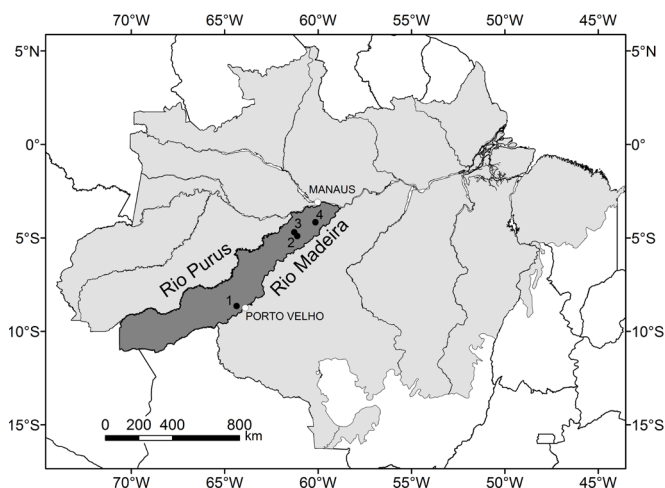 70°W 65°W 60°W 55°W 50°W 45°W
5°N 5°N
0° 0°
MANAUS
3 4
2
5°S 5°S
Rio Purus
Rio Madeira
1
PORTO VELHO
10°S 10°S
15°S 15°S
0 200 400 800
km
70°W 65°W 60°W 55°W 50°W 45°W